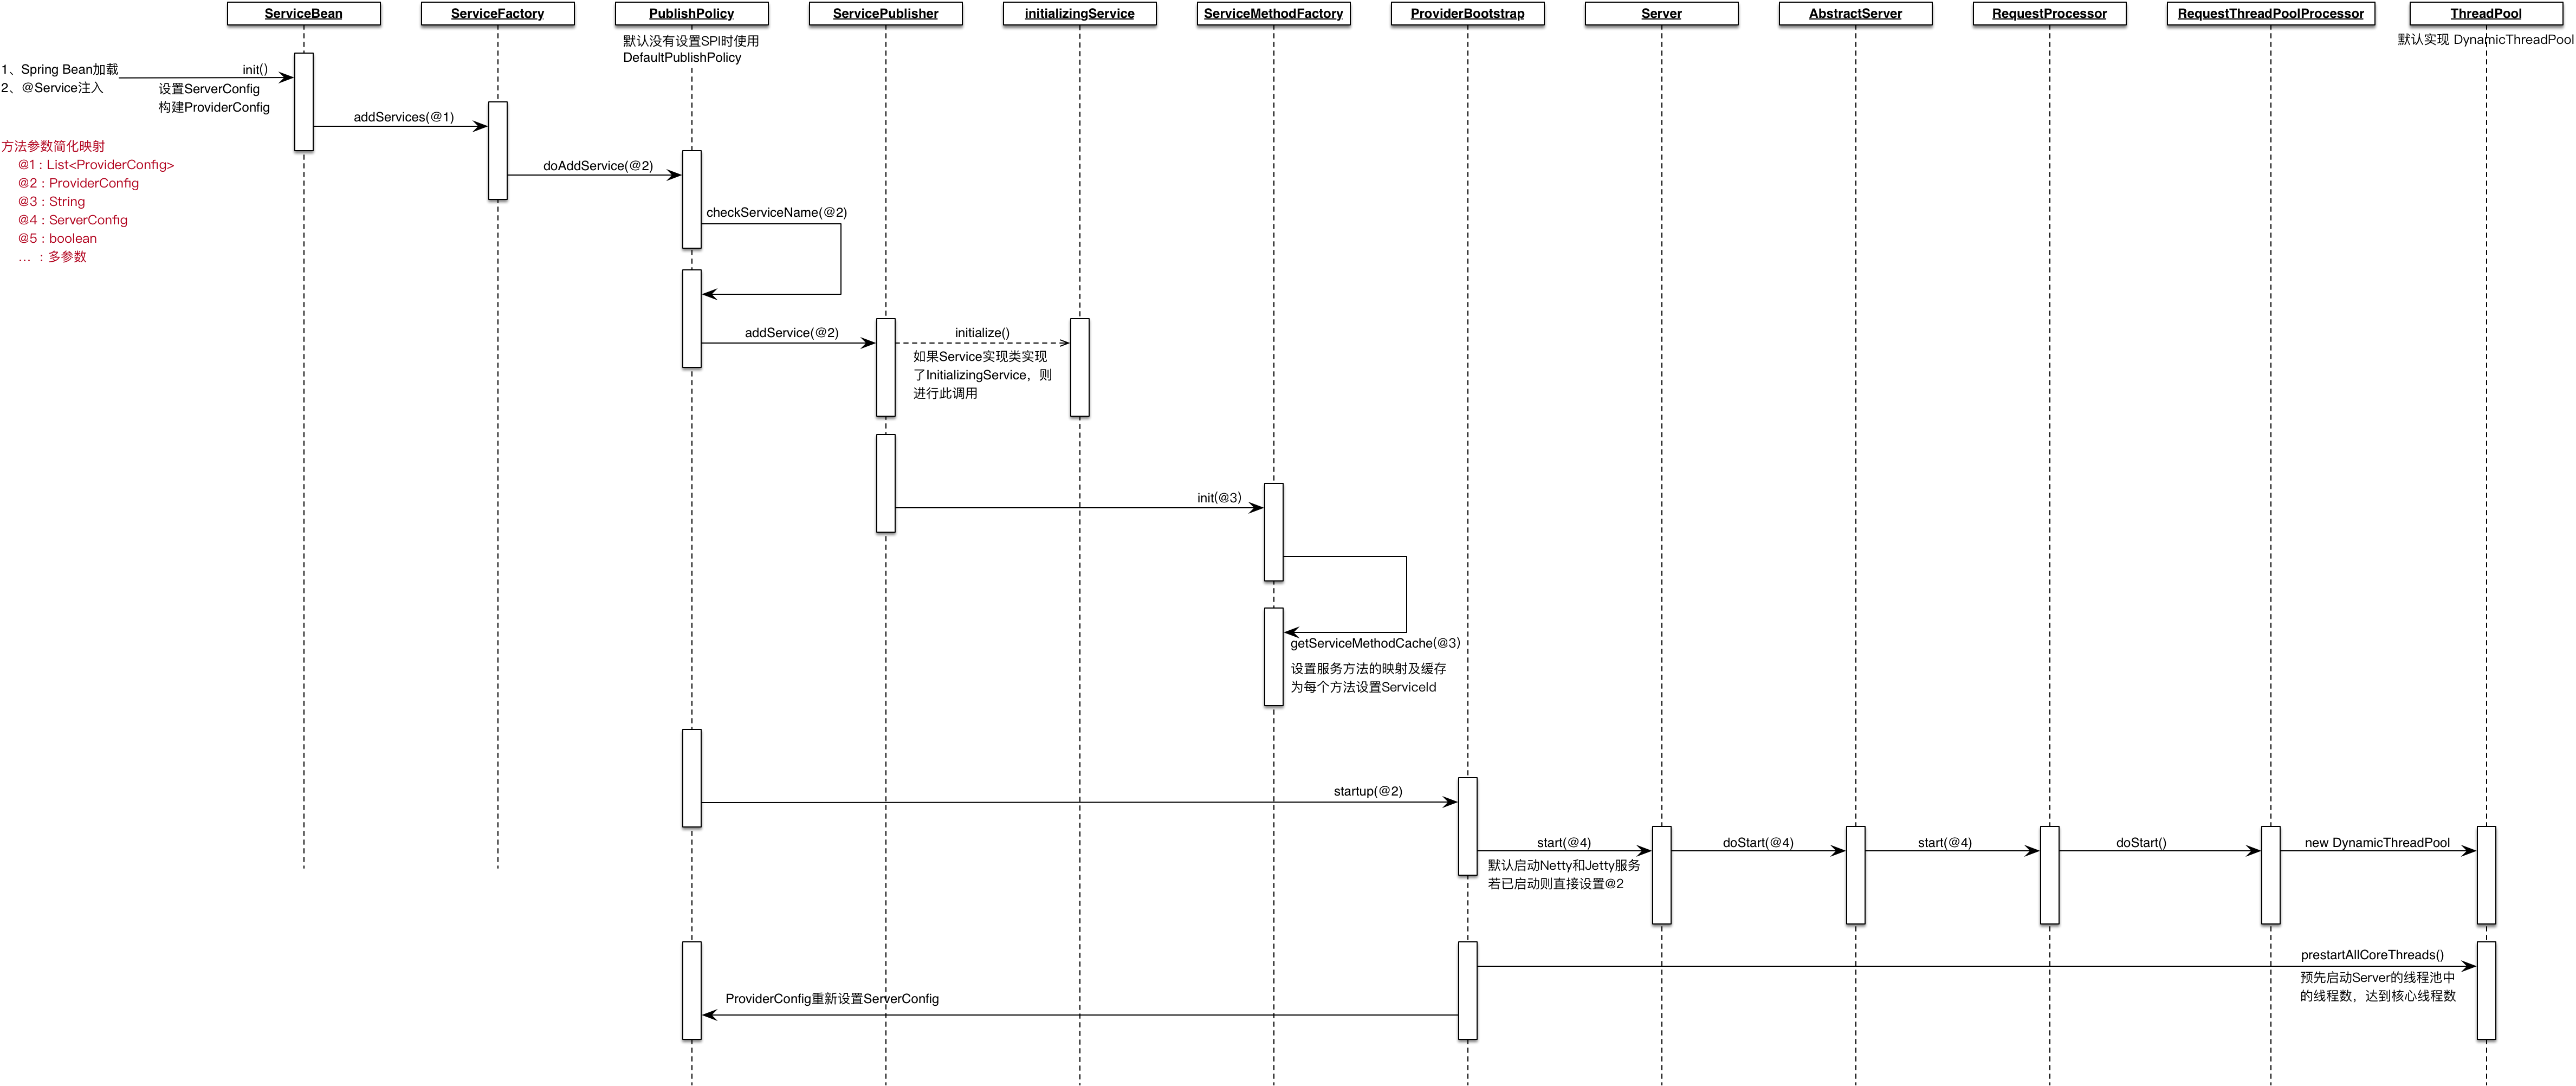 ServiceBean
ServiceFactory
PublishPolicy
ServicePublisher
initializingService
ServiceMethodFactory
ProviderBootstrap
Server
AbstractServer
RequestProcessor
RequestThreadPoolProcessor
ThreadPool
默认没有设置SPI时使用
DefaultPublishPolicy
默认实现 DynamicThreadPool
1、Spring Bean加载
2、@Service注入
init()
设置ServerConfig
构建ProviderConfig
addServices(@1)
方法参数简化映射
@1 : List<ProviderConfig>
@2 : ProviderConfig
@3 : String
@4 : ServerConfig
@5 : boolean
... : 多参数
doAddService(@2)
checkServiceName(@2)
addService(@2)
initialize()
如果Service实现类实现
了InitializingService，则
进行此调用
init(@3)
getServiceMethodCache(@3)
设置服务方法的映射及缓存
为每个方法设置ServiceId
startup(@2)
start(@4)
默认启动Netty和Jetty服务
若已启动则直接设置@2
doStart(@4)
start(@4)
doStart()
new DynamicThreadPool
prestartAllCoreThreads()
预先启动Server的线程池中
的线程数，达到核心线程数
ProviderConfig重新设置ServerConfig